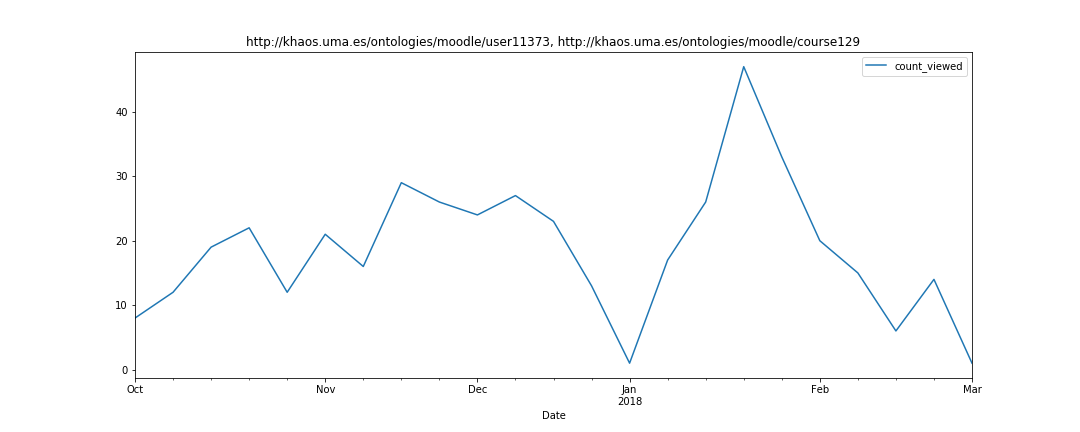 http://khaos.uma.es/ontologies/moodle/user11373, http://khaos.uma.es/ontologies/moodle/course129
count_viewed
40
30
20
10
0
Oct
Nov
Dec
Jan
2018
Feb
Mar
Date